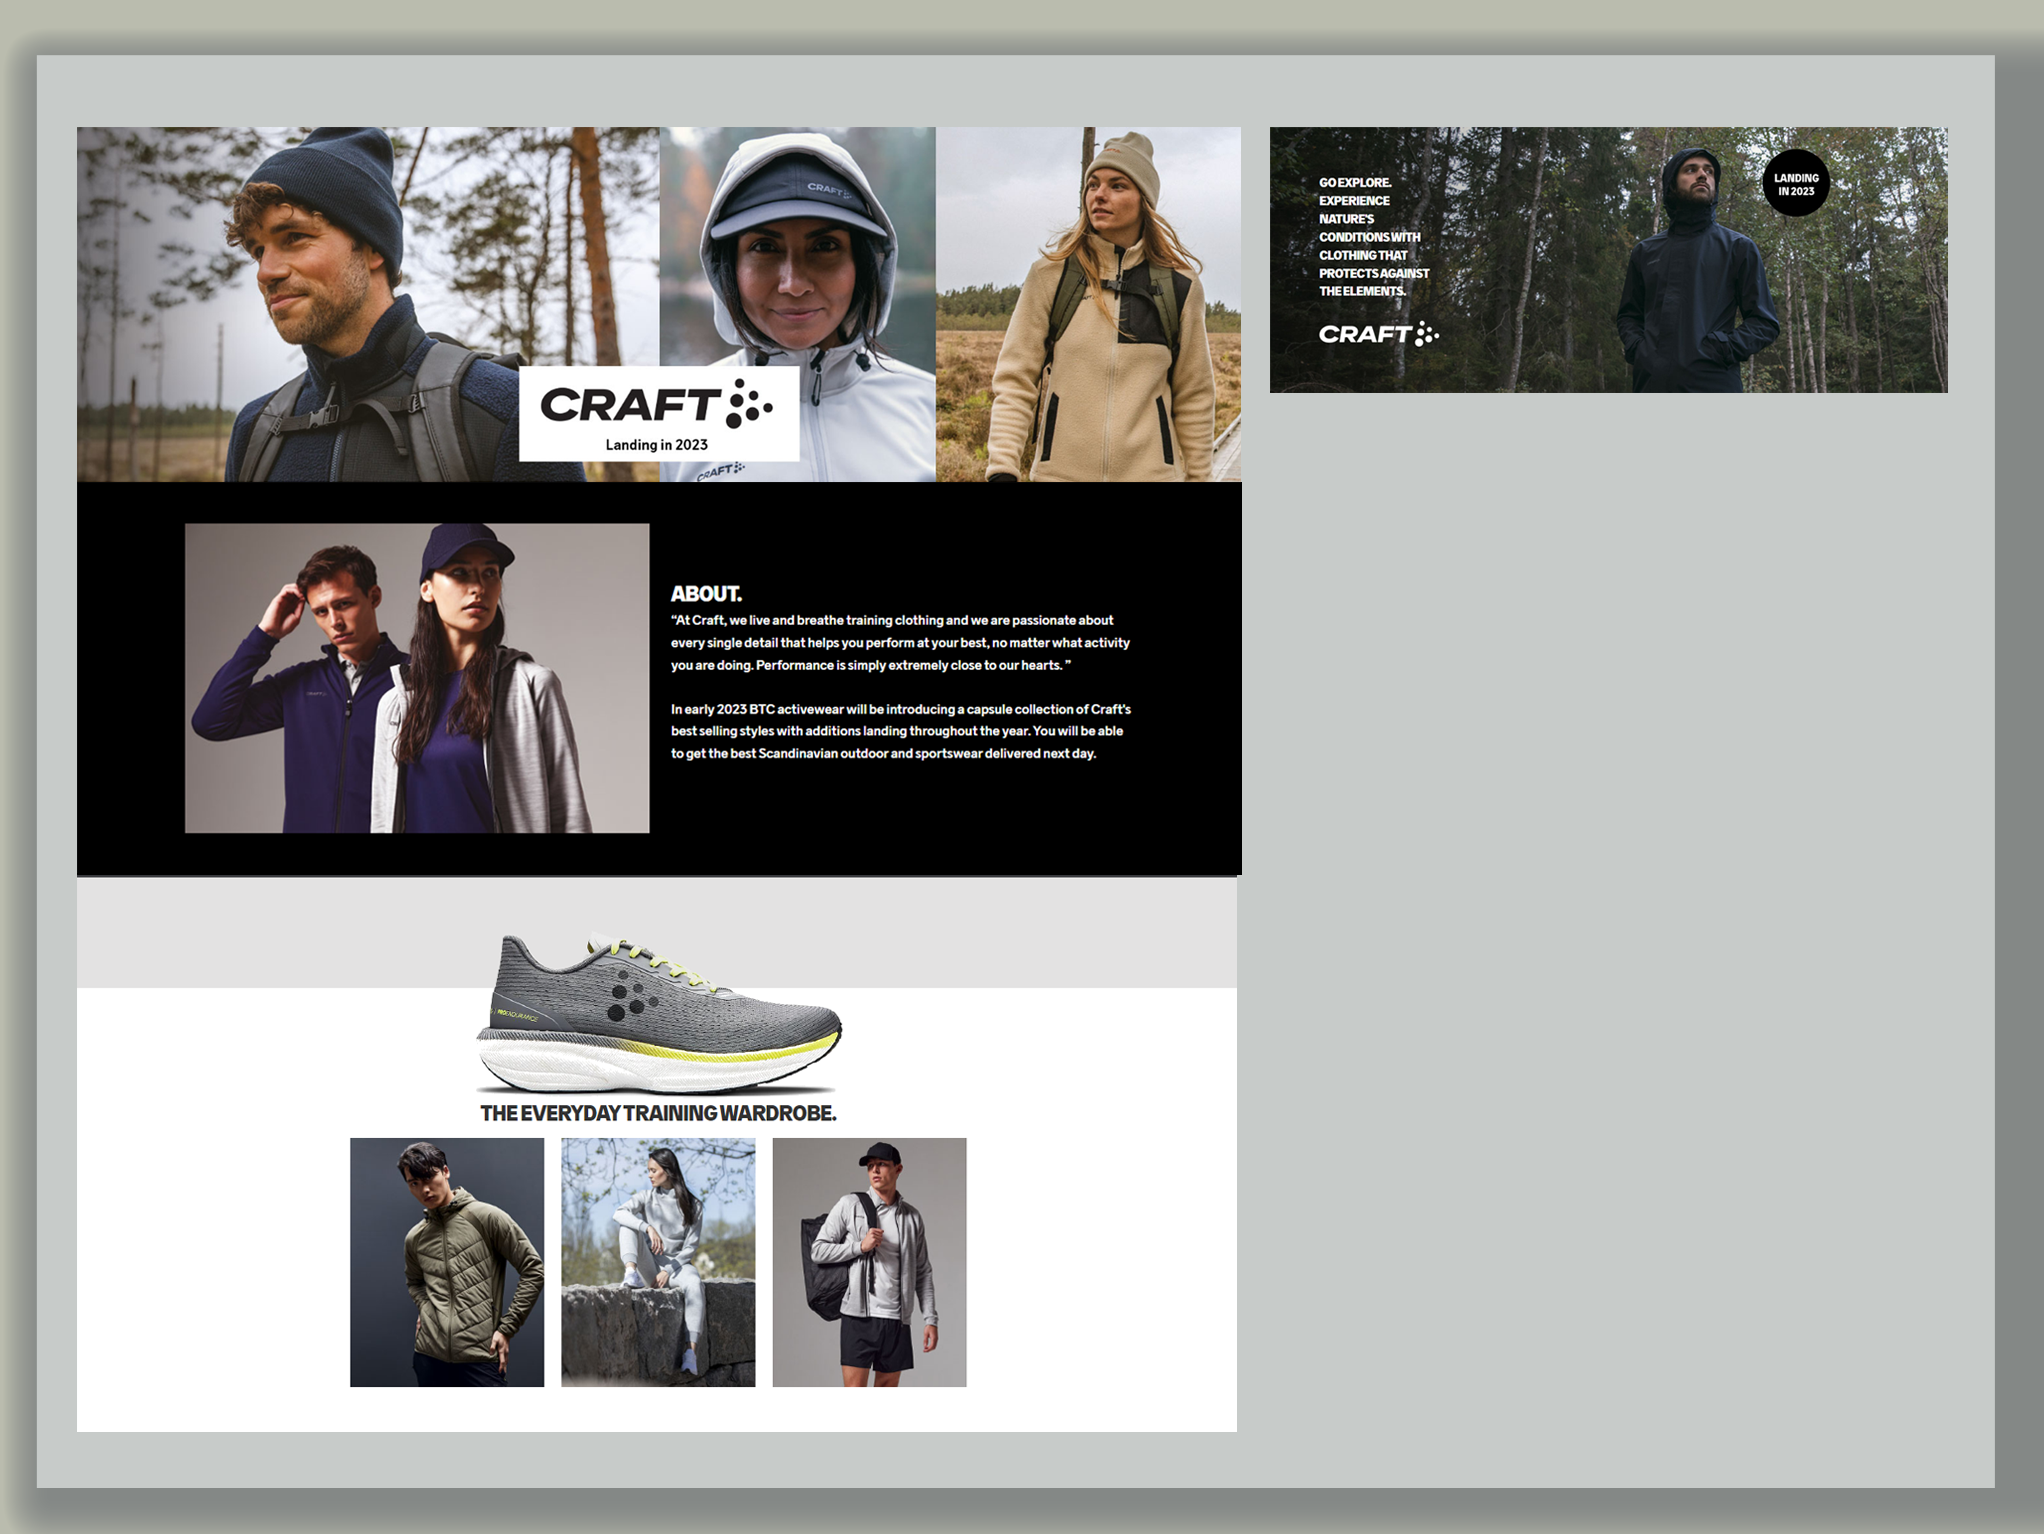 CRAFT
CRAFT
Landing in 2023
CRAFT
ABOUT.
“At Craft, we live and breathe training clothing and we are passionate about
every single detail that helps you perform at your best, no matter what activity
you are doing. Performance is simply extremely close to our hearts. ”
In early 2023 BTC activewear will be introducing a capsule collection of Craft's
best selling styles with additions landing throughout the year. You will be able
to get the best Scandinavian outdoor and sportswear delivered next day.
PRO ENDURANCE
THE EVERYDAY TRAINING WARDROBE.
GO EXPLORE.
EXPERIENCE
NATURE'S
CONDITIONS WITH
CLOTHING THAT
PROTECTS AGAINST
THE ELEMENTS.
CRAFT
LANDING
IN 2023